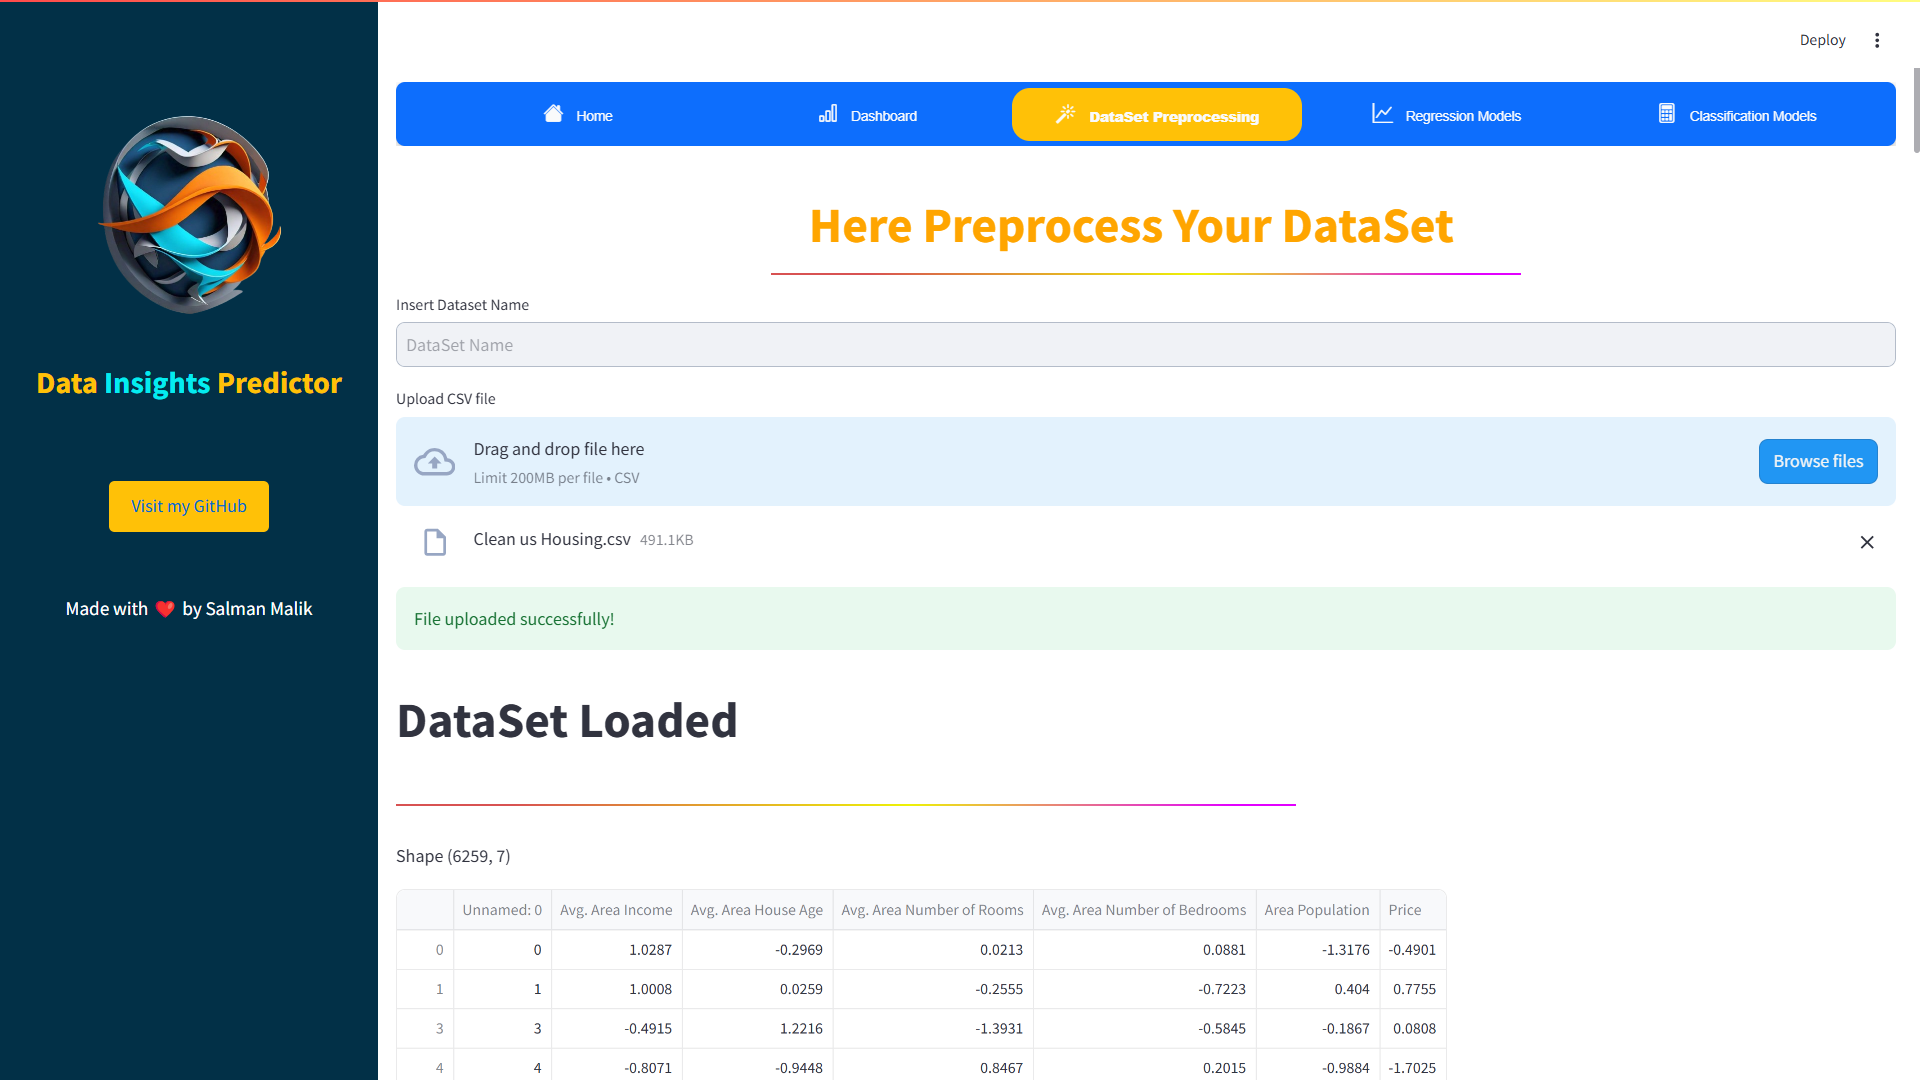 Deploy
Home Dashboard DataSet Preprocessing Regression Models Classification Models
Data Insights Predictor
Visit my GitHub
Made with ❤️ by Salman Malik
Here Preprocess Your DataSet
Insert Dataset Name
DataSet Name
Upload CSV file
Drag and drop file here
Limit 200MB per file • CSV
Browse files
Clean us Housing.csv 491.1KB
File uploaded successfully!
DataSet Loaded
Shape (6259, 7)
Unnamed: 0 Avg. Area Income Avg. Area House Age Avg. Area Number of Rooms Avg. Area Number of Bedrooms Area Population Price
0 0 1.0287 -0.2969 0.0213 0.0881 -1.3176 -0.4901
1 1 1.0008 0.0259 -0.2555 -0.7223 0.404 0.7755
3 3 -0.4915 1.2216 -1.3931 -0.5845 -0.1867 0.0808
4 4 -0.8071 -0.9448 0.8467 0.2015 -0.9884 -1.7025